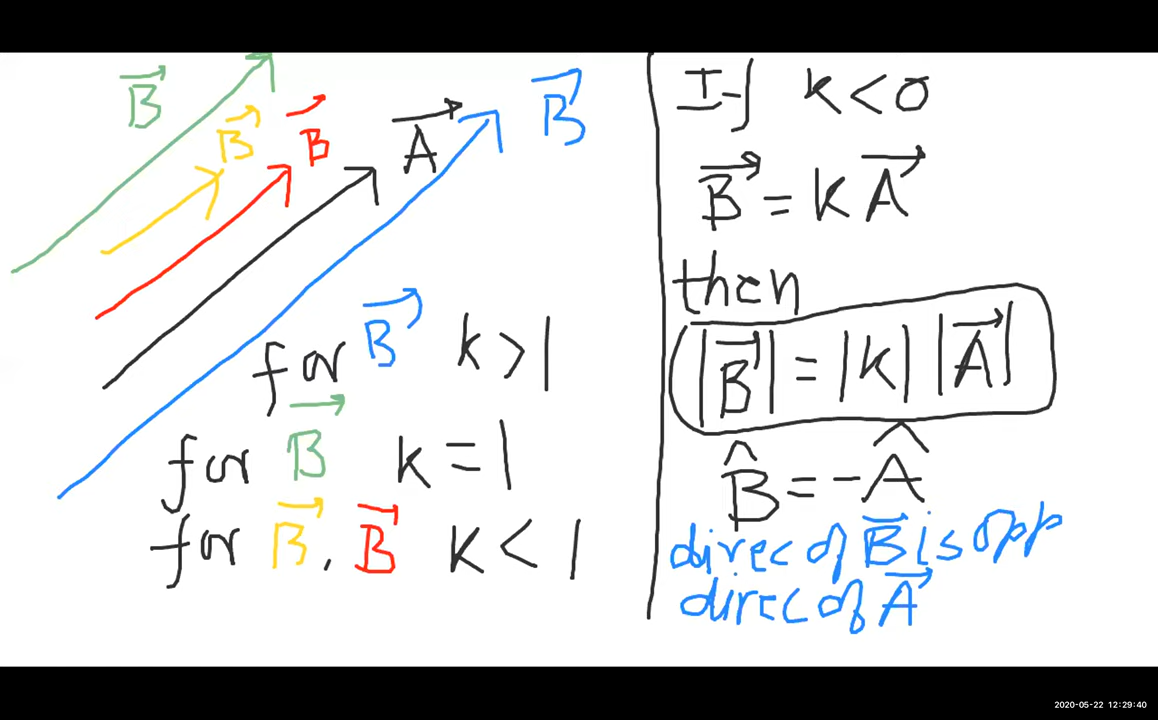 B⃗
B⃗
B⃗
A⃗
B⃗
for B⃗ k > 1
for B⃗ k = 1
for B⃗, B⃗ k < 1
If k < 0
B⃗ = k A⃗
then
|B⃗| = |k| |A⃗|
B̂ = -Â
direc of B⃗ is opp
direc of A⃗
2020-05-22 12:29:40